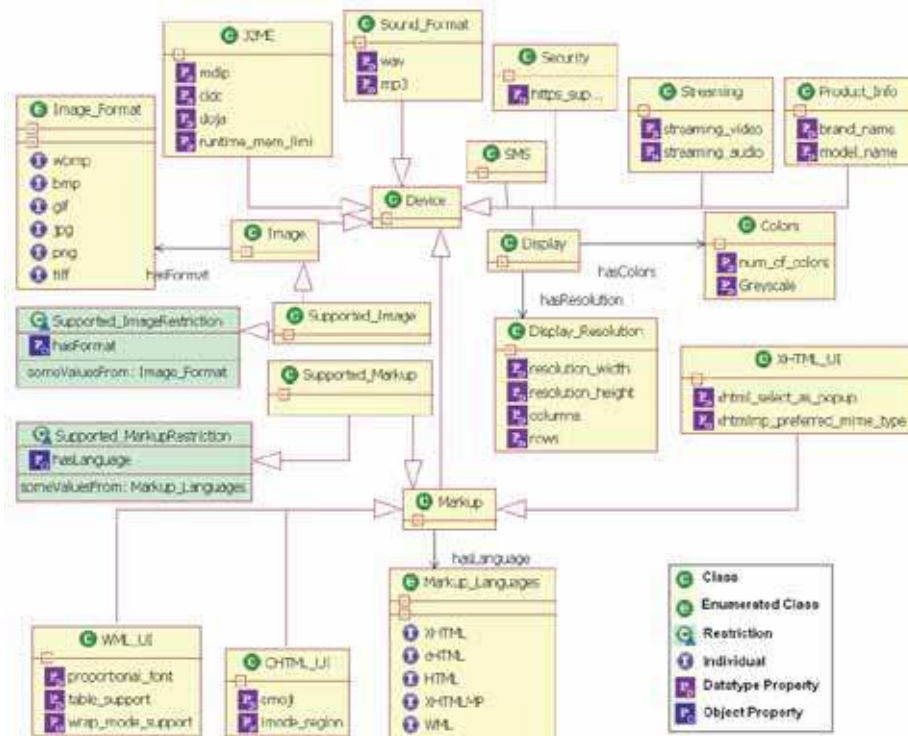 J2ME
mdip
cldc
doja
runtime_mem_limi
Sound_Format
wav
mp3
Security
https_sup...
Streaming
streaming_video
streaming_audio
Product_Info
brand_name
model_name
Image_Format
wbmp
bmp
gif
jpg
png
tiff
SMS
Device
Image
hasFormat
Display
hasColors
Colors
num_of_colors
Greyscale
hasResolution
Supported_ImageRestriction
hasFormat
someValuesFrom: Image_Format
Supported_Image
Display_Resolution
resolution_width
resolution_height
columns
rows
XHTML_UI
xhtml_select_as_popup
xhtmlmp_preferred_mime_type
Supported_Markup
Supported_MarkupRestriction
hasLanguage
someValuesFrom: Markup_Languages
Markup
hasLanguage
Markup_Languages
XHTML
cHTML
HTML
XHTMLMP
WML
WML_UI
proportional_font
table_support
wrap_mode_support
CHTML_UI
emoji
imode_region
Class
Enumerated Class
Restriction
Individual
Datatype Property
Object Property